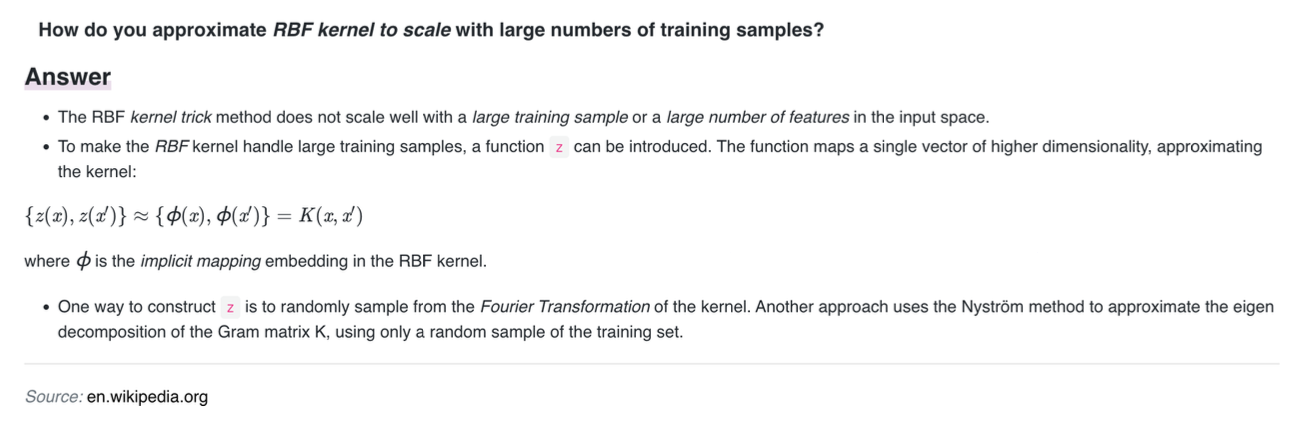 How do you approximate RBF kernel to scale with large numbers of training samples?
Answer
• The RBF kernel trick method does not scale well with a large training sample or a large number of features in the input space.
• To make the RBF kernel handle large training samples, a function z can be introduced. The function maps a single vector of higher dimensionality, approximating
the kernel:
{z(x), z(x′)} ≈ {ϕ(x), ϕ(x′)} = K(x, x′)
where ϕ is the implicit mapping embedding in the RBF kernel.
• One way to construct z is to randomly sample from the Fourier Transformation of the kernel. Another approach uses the Nyström method to approximate the eigen
decomposition of the Gram matrix K, using only a random sample of the training set.
Source: en.wikipedia.org